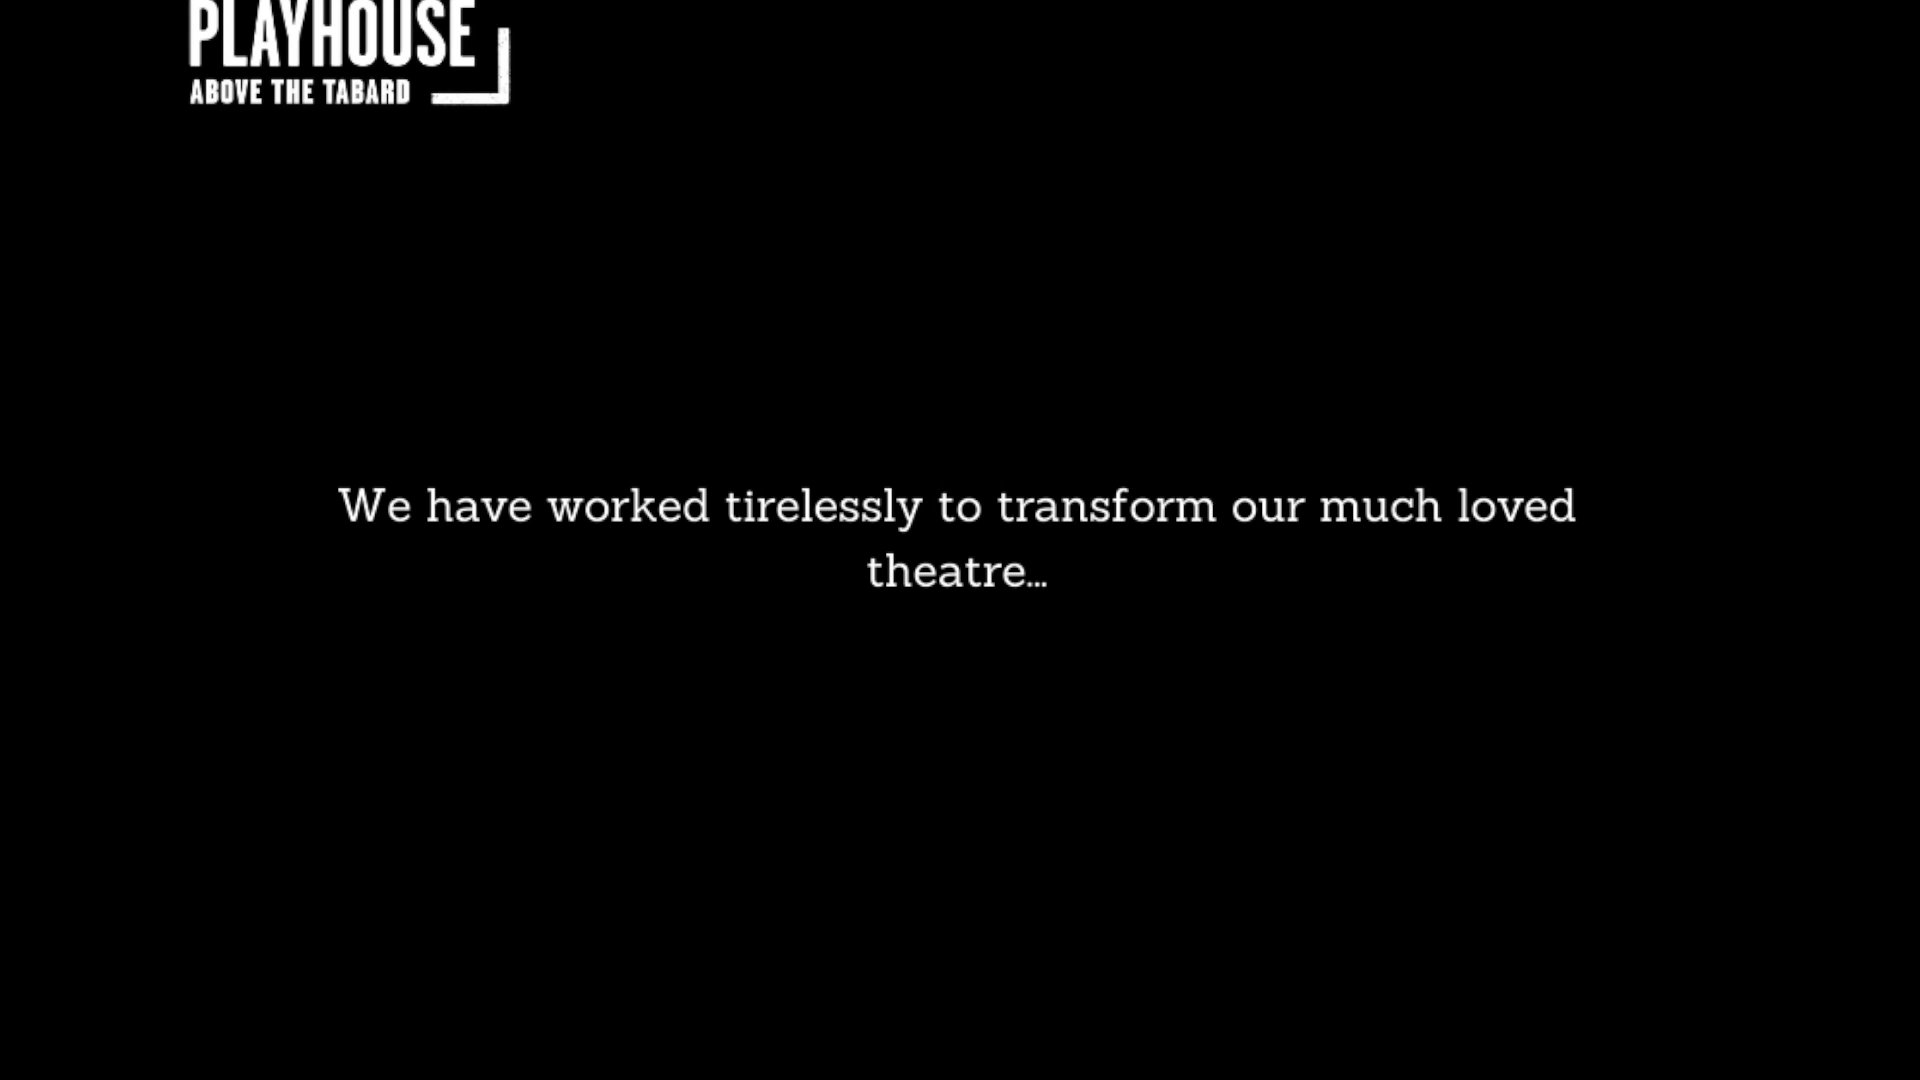 PLAYHOUSE
ABOVE THE TABARD
We have worked tirelessly to transform our much loved
theatre...